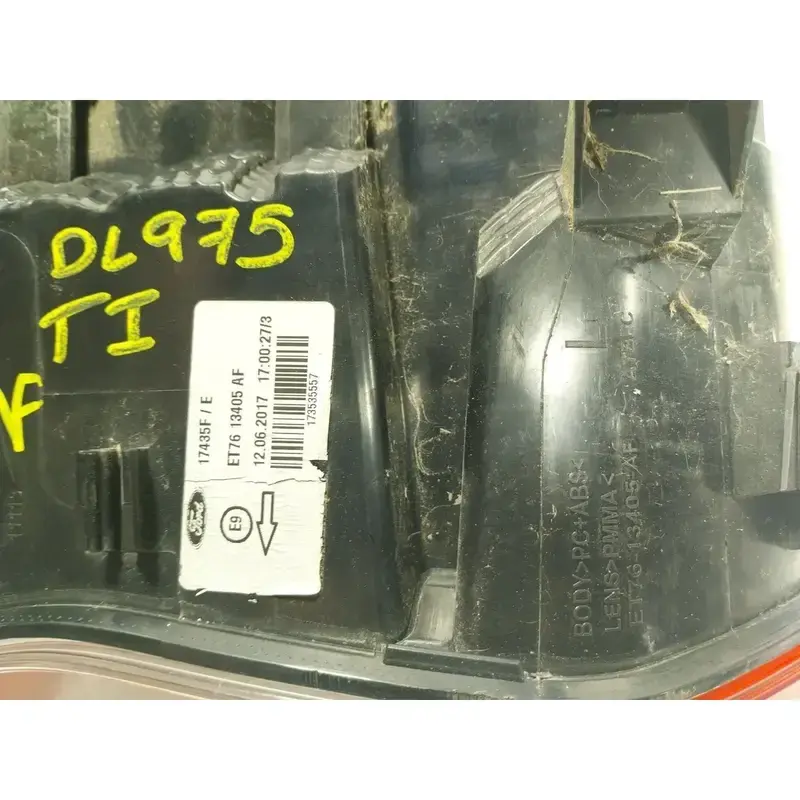 DL975
TI
17435F / E
ET76 13405 AF
12.06.2017 17:00:27/3
173535557
Ford
E9
BODY>PC+ABS<
LENS>PMMA<
ET76-13405-AF